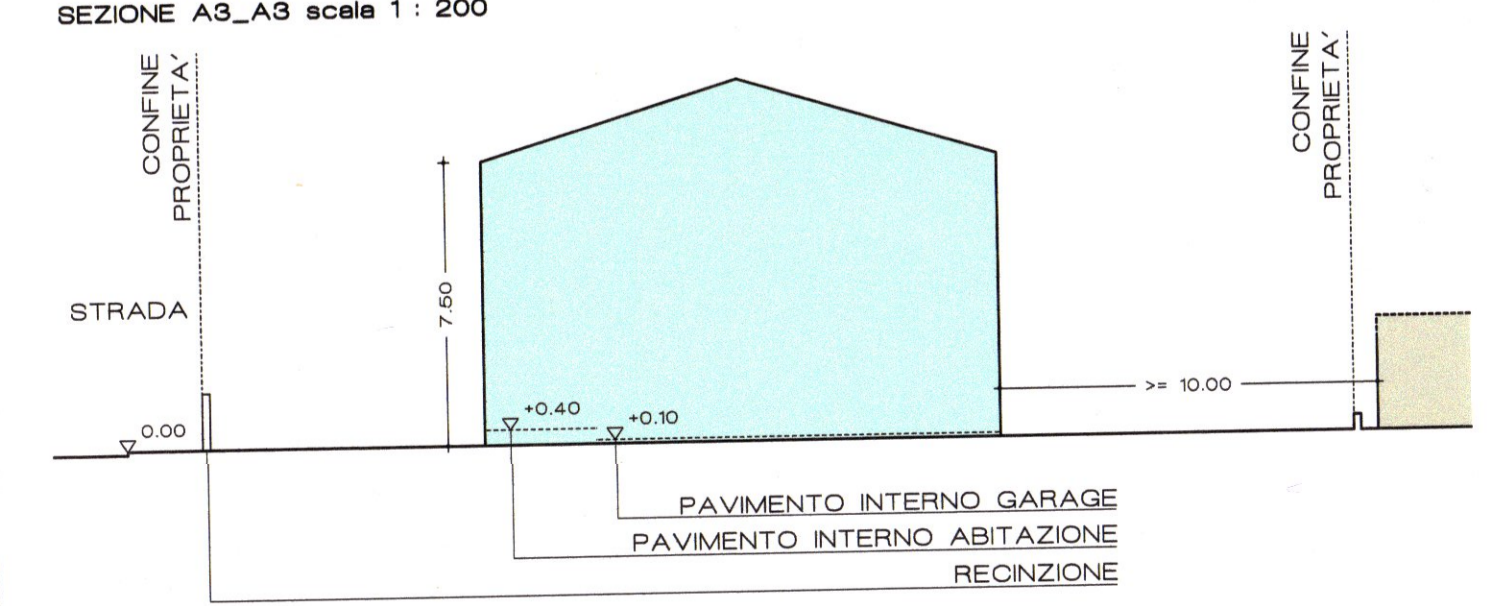 SEZIONE A3_A3 scala 1 : 200
CONFINE
PROPRIETA'
CONFINE
PROPRIETA'
STRADA
7.50
>= 10.00
0.00
+0.40
+0.10
PAVIMENTO INTERNO GARAGE
PAVIMENTO INTERNO ABITAZIONE
RECINZIONE